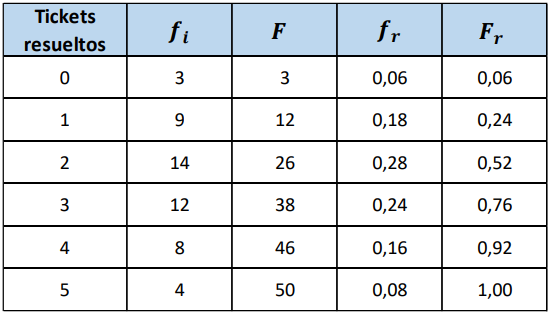 Tickets resueltos f_i F f_r F_r
0 3 3 0,06 0,06
1 9 12 0,18 0,24
2 14 26 0,28 0,52
3 12 38 0,24 0,76
4 8 46 0,16 0,92
5 4 50 0,08 1,00